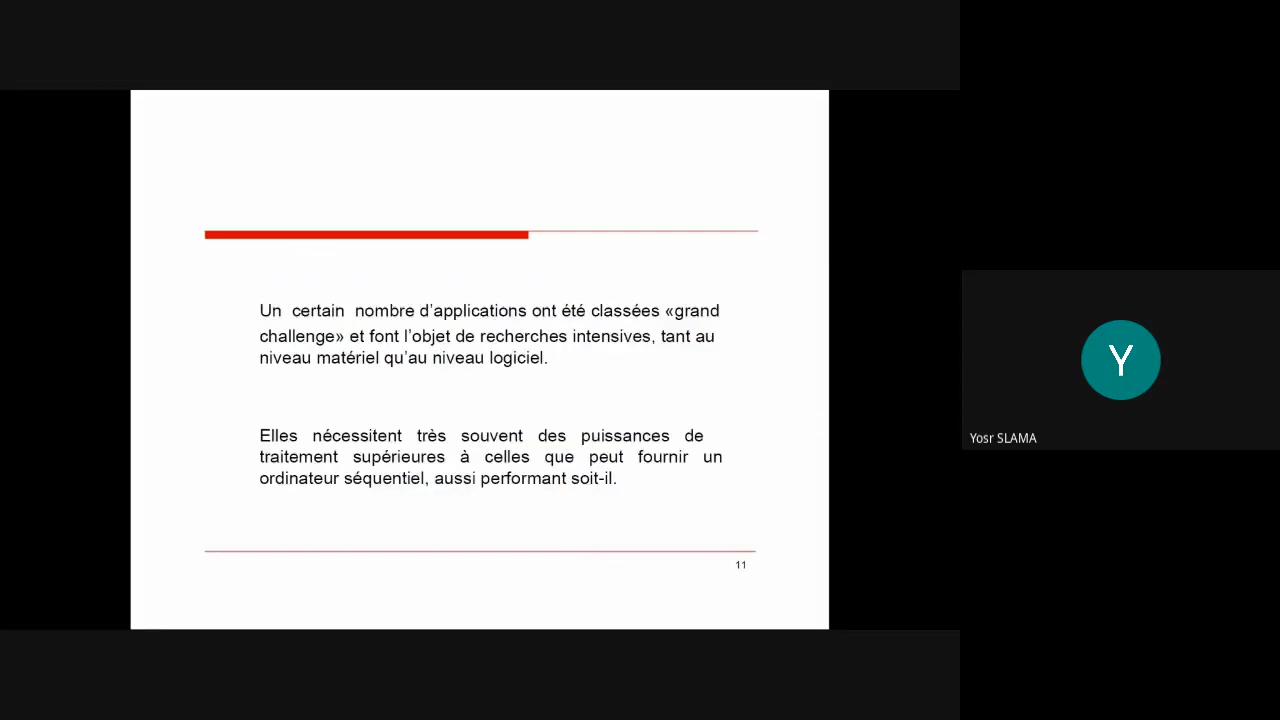 Un certain nombre d’applications ont été classées «grand
challenge» et font l’objet de recherches intensives, tant au
niveau matériel qu’au niveau logiciel.
Elles nécessitent très souvent des puissances de
traitement supérieures à celles que peut fournir un
ordinateur séquentiel, aussi performant soit-il.
11
Y
Yosr SLAMA